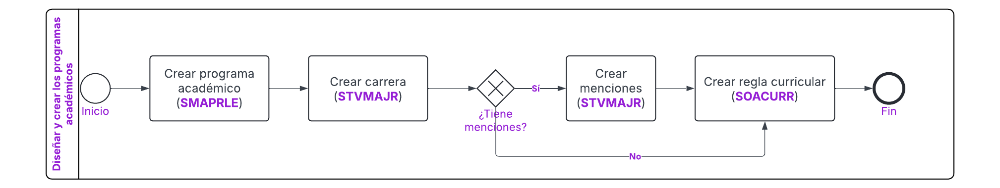 Diseñar y crear los programas
académicos
Inicio
Crear programa
académico
(SMAPRLE)
Crear carrera
(STVMAJR)
¿Tiene
menciones?
Sí
Crear
menciones
(STVMAJR)
Crear regla curricular
(SOACURR)
Fin
No